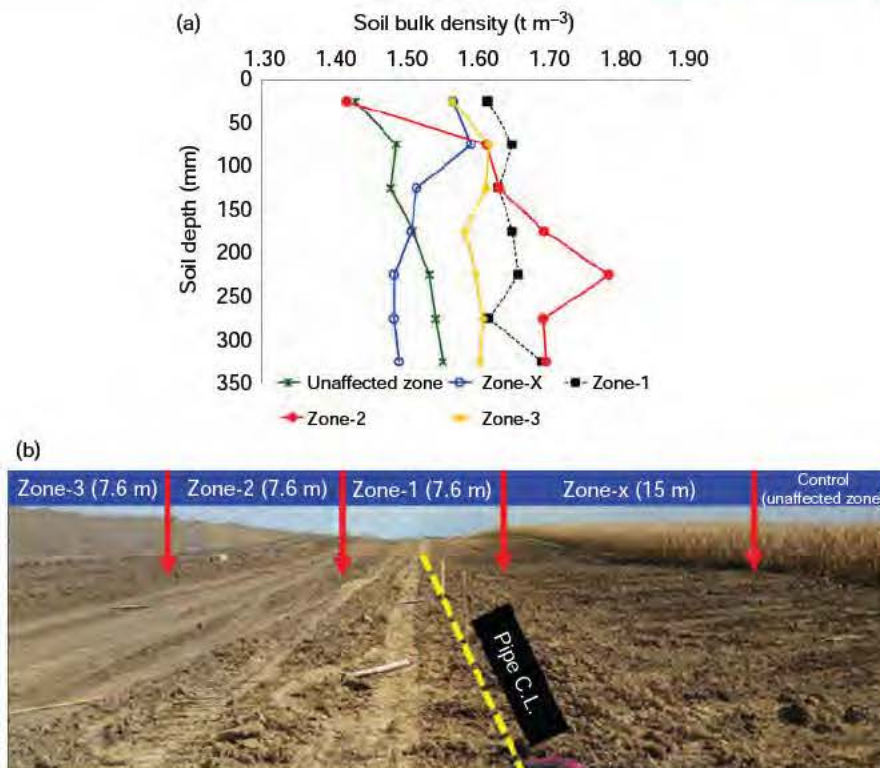 (a)
Soil bulk density (t m⁻³)
1.30 1.40 1.50 1.60 1.70 1.80 1.90
Soil depth (mm)
0
50
100
150
200
250
300
350
Unaffected zone Zone-X Zone-1
Zone-2 Zone-3
(b)
Zone-3 (7.6 m) Zone-2 (7.6 m) Zone-1 (7.6 m) Zone-x (15 m) Control
(unaffected zone
Pipe C.L.